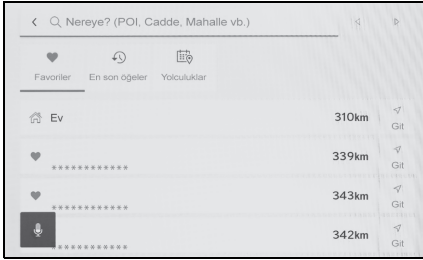 Nereye? (POI, Cadde, Mahalle vb.)
Favoriler En son öğeler Yolculuklar
Ev 310km Git
************ 339km Git
************ 343km Git
************ 342km Git